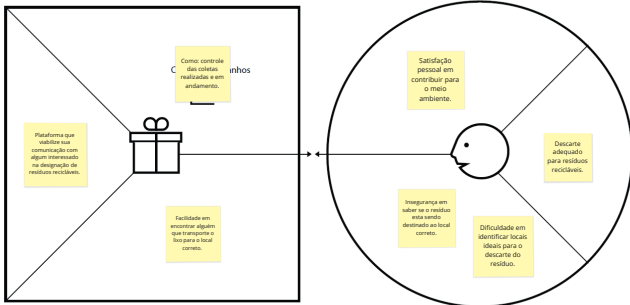 Como: controle
das coletas
realizadas e em
andamento.
Plataforma que
viabilize sua
comunicação com
algum interessado
na designação de
resíduos recicláveis.
Facilidade em
encontrar alguém
que transporte o
lixo para o local
correto.
Satisfação
pessoal em
contribuir para
o meio
ambiente.
Descarte
adequado
para resíduos
recicláveis.
Insegurança em
saber se o resíduo
esta sendo
destinado ao local
correto.
Dificuldade em
identificar locais
ideais para o
descarte do
resíduo.